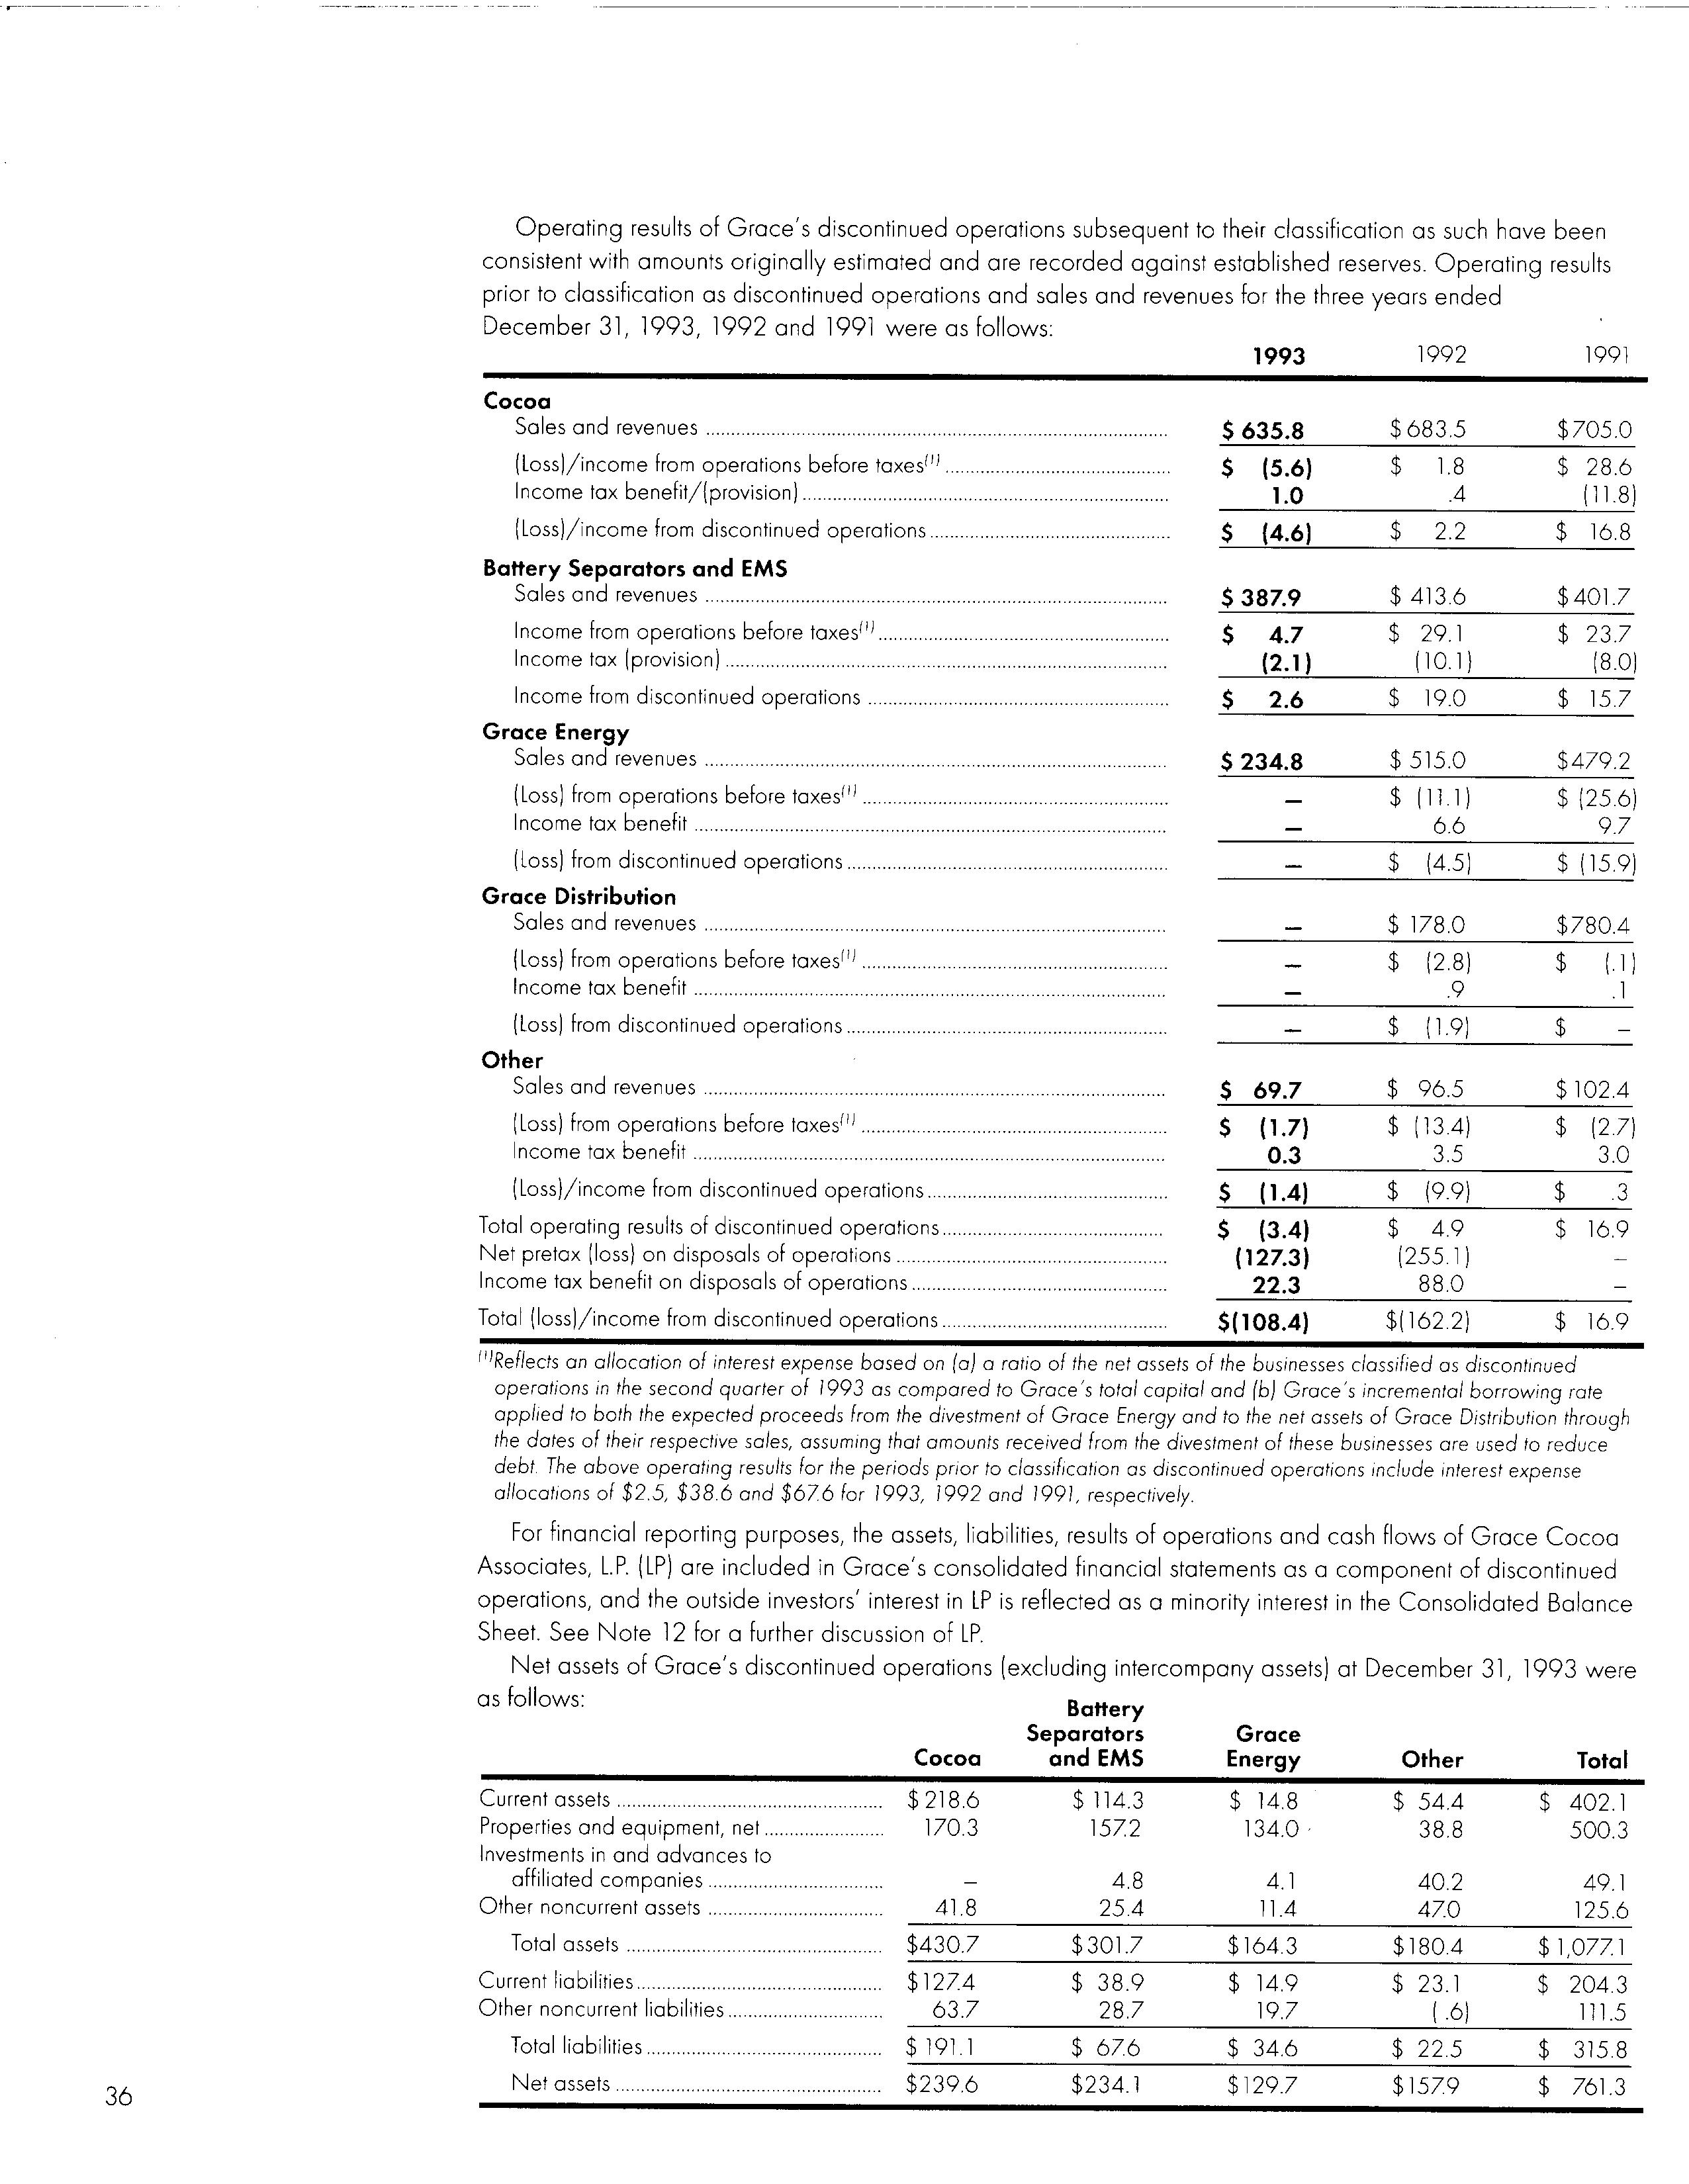 Operating results of Grace's discontinued operations subsequent to their classification as such have been
consistent with amounts originally estimated and are recorded against established reserves. Operating results
prior to classification as discontinued operations and sales and revenues for the three years ended
December 31, 1993, 1992 and 1991 were as follows:
1993 1992 1991
Cocoa
Sales and revenues $ 635.8 $ 683.5 $705.0
(Loss)/income from operations before taxes(1) $ (5.6) $ 1.8 $ 28.6
Income tax benefit/(provision) 1.0 .4 (11.8)
(Loss)/income from discontinued operations $ (4.6) $ 2.2 $ 16.8
Battery Separators and EMS
Sales and revenues $ 387.9 $ 413.6 $401.7
Income from operations before taxes(1) $ 4.7 $ 29.1 $ 23.7
Income tax (provision) (2.1) (10.1) (8.0)
Income from discontinued operations $ 2.6 $ 19.0 $ 15.7
Grace Energy
Sales and revenues $ 234.8 $ 515.0 $479.2
(Loss) from operations before taxes(1) – $ (11.1) $ (25.6)
Income tax benefit – 6.6 9.7
(Loss) from discontinued operations – $ (4.5) $ (15.9)
Grace Distribution
Sales and revenues – $ 178.0 $780.4
(Loss) from operations before taxes(1) – $ (2.8) $ (.1)
Income tax benefit – .9 .1
(Loss) from discontinued operations – $ (1.9) $ –
Other
Sales and revenues $ 69.7 $ 96.5 $102.4
(Loss) from operations before taxes(1) $ (1.7) $ (13.4) $ (2.7)
Income tax benefit 0.3 3.5 3.0
(Loss)/income from discontinued operations $ (1.4) $ (9.9) $ .3
Total operating results of discontinued operations $ (3.4) $ 4.9 $ 16.9
Net pretax (loss) on disposals of operations (127.3) (255.1) –
Income tax benefit on disposals of operations 22.3 88.0 –
Total (loss)/income from discontinued operations $(108.4) $(162.2) $ 16.9
(1)Reflects an allocation of interest expense based on (a) a ratio of the net assets of the businesses classified as discontinued
operations in the second quarter of 1993 as compared to Grace's total capital and (b) Grace's incremental borrowing rate
applied to both the expected proceeds from the divestment of Grace Energy and to the net assets of Grace Distribution through
the dates of their respective sales, assuming that amounts received from the divestment of these businesses are used to reduce
debt. The above operating results for the periods prior to classification as discontinued operations include interest expense
allocations of $2.5, $38.6 and $67.6 for 1993, 1992 and 1991, respectively.
For financial reporting purposes, the assets, liabilities, results of operations and cash flows of Grace Cocoa
Associates, L.P. (LP) are included in Grace's consolidated financial statements as a component of discontinued
operations, and the outside investors' interest in LP is reflected as a minority interest in the Consolidated Balance
Sheet. See Note 12 for a further discussion of LP.
Net assets of Grace's discontinued operations (excluding intercompany assets) at December 31, 1993 were
as follows:
Battery
Separators Grace
Cocoa and EMS Energy Other Total
Current assets $218.6 $ 114.3 $ 14.8 $ 54.4 $ 402.1
Properties and equipment, net 170.3 157.2 134.0 38.8 500.3
Investments in and advances to
affiliated companies – 4.8 4.1 40.2 49.1
Other noncurrent assets 41.8 25.4 11.4 47.0 125.6
Total assets $430.7 $301.7 $164.3 $180.4 $1,077.1
Current liabilities $127.4 $ 38.9 $ 14.9 $ 23.1 $ 204.3
Other noncurrent liabilities 63.7 28.7 19.7 (.6) 111.5
Total liabilities $ 191.1 $ 67.6 $ 34.6 $ 22.5 $ 315.8
Net assets $239.6 $234.1 $129.7 $157.9 $ 761.3
36